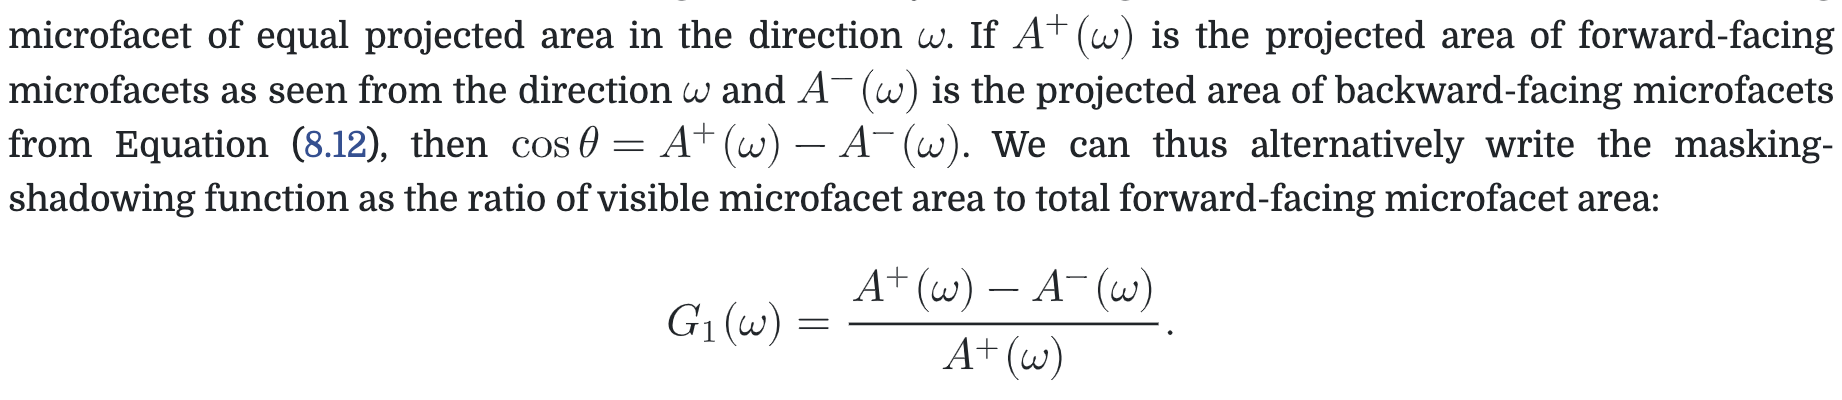 microfacet of equal projected area in the direction ω. If A⁺(ω) is the projected area of forward-facing
microfacets as seen from the direction ω and A⁻(ω) is the projected area of backward-facing microfacets
from Equation (8.12), then cos θ = A⁺(ω) − A⁻(ω). We can thus alternatively write the masking-
shadowing function as the ratio of visible microfacet area to total forward-facing microfacet area:
G₁(ω) = (A⁺(ω) − A⁻(ω)) / A⁺(ω).